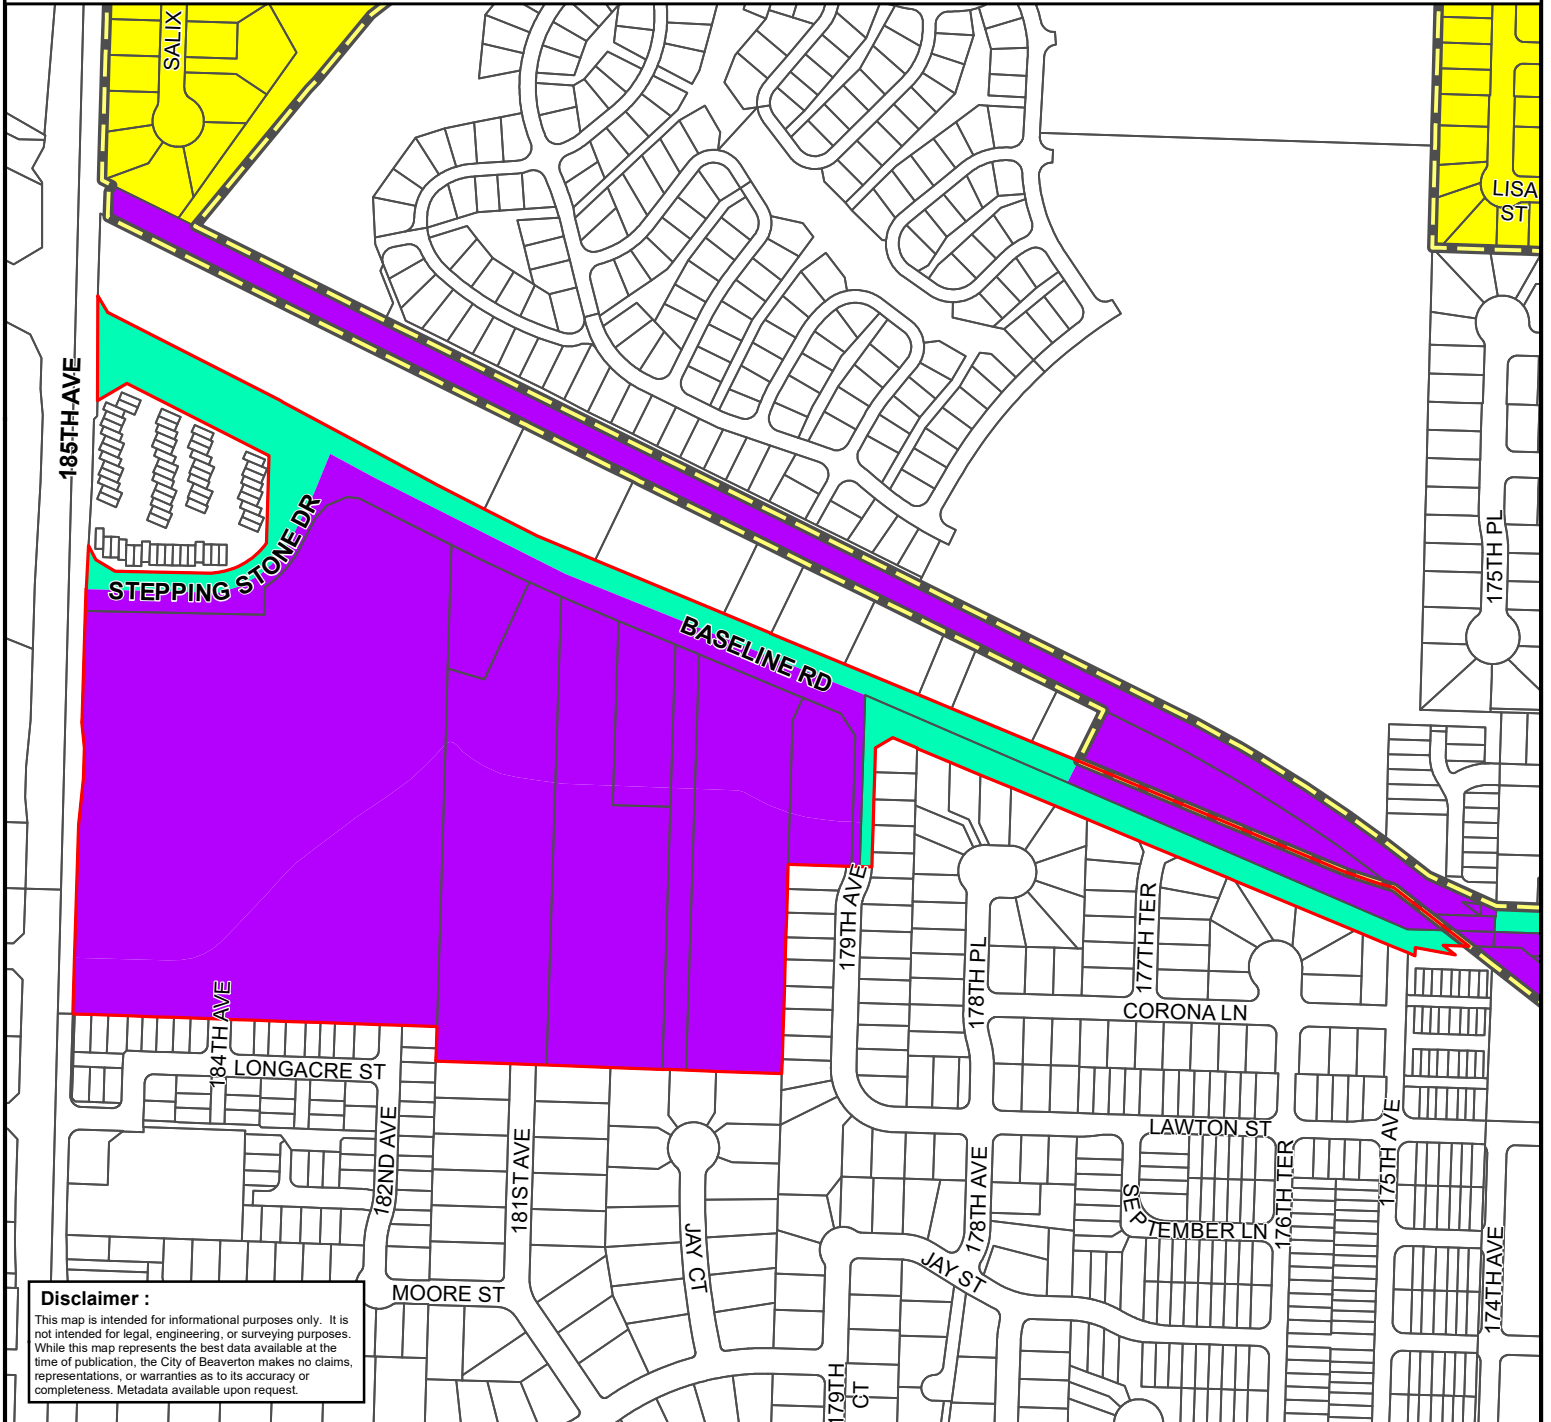 SALIX
LISA
ST
185TH AVE
STEPPING STONE DR
BASELINE RD
175TH PL
179TH AVE
178TH PL
177TH TER
CORONA LN
184TH AVE
LONGACRE ST
182ND AVE
181ST AVE
LAWTON ST
178TH AVE
SEPTEMBER LN
176TH TER
175TH AVE
174TH AVE
JAY CT
JAY ST
MOORE ST
179TH
CT
Disclaimer :
This map is intended for informational purposes only. It is
not intended for legal, engineering, or surveying purposes.
While this map represents the best data available at the
time of publication, the City of Beaverton makes no claims,
representations, or warranties as to its accuracy or
completeness. Metadata available upon request.